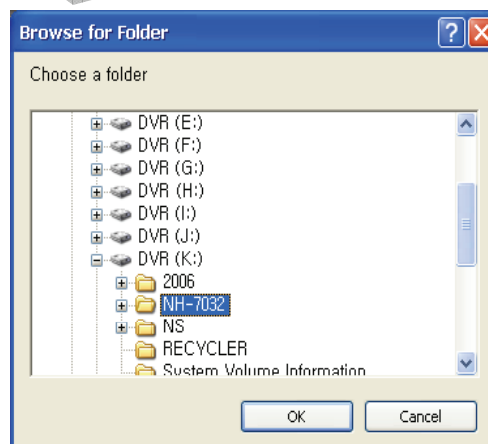 Browse for Folder
Choose a folder
DVR (E:)
DVR (F:)
DVR (G:)
DVR (H:)
DVR (I:)
DVR (J:)
DVR (K:)
2006
NH-7032
NS
RECYCLER
System Volume Information
OK Cancel